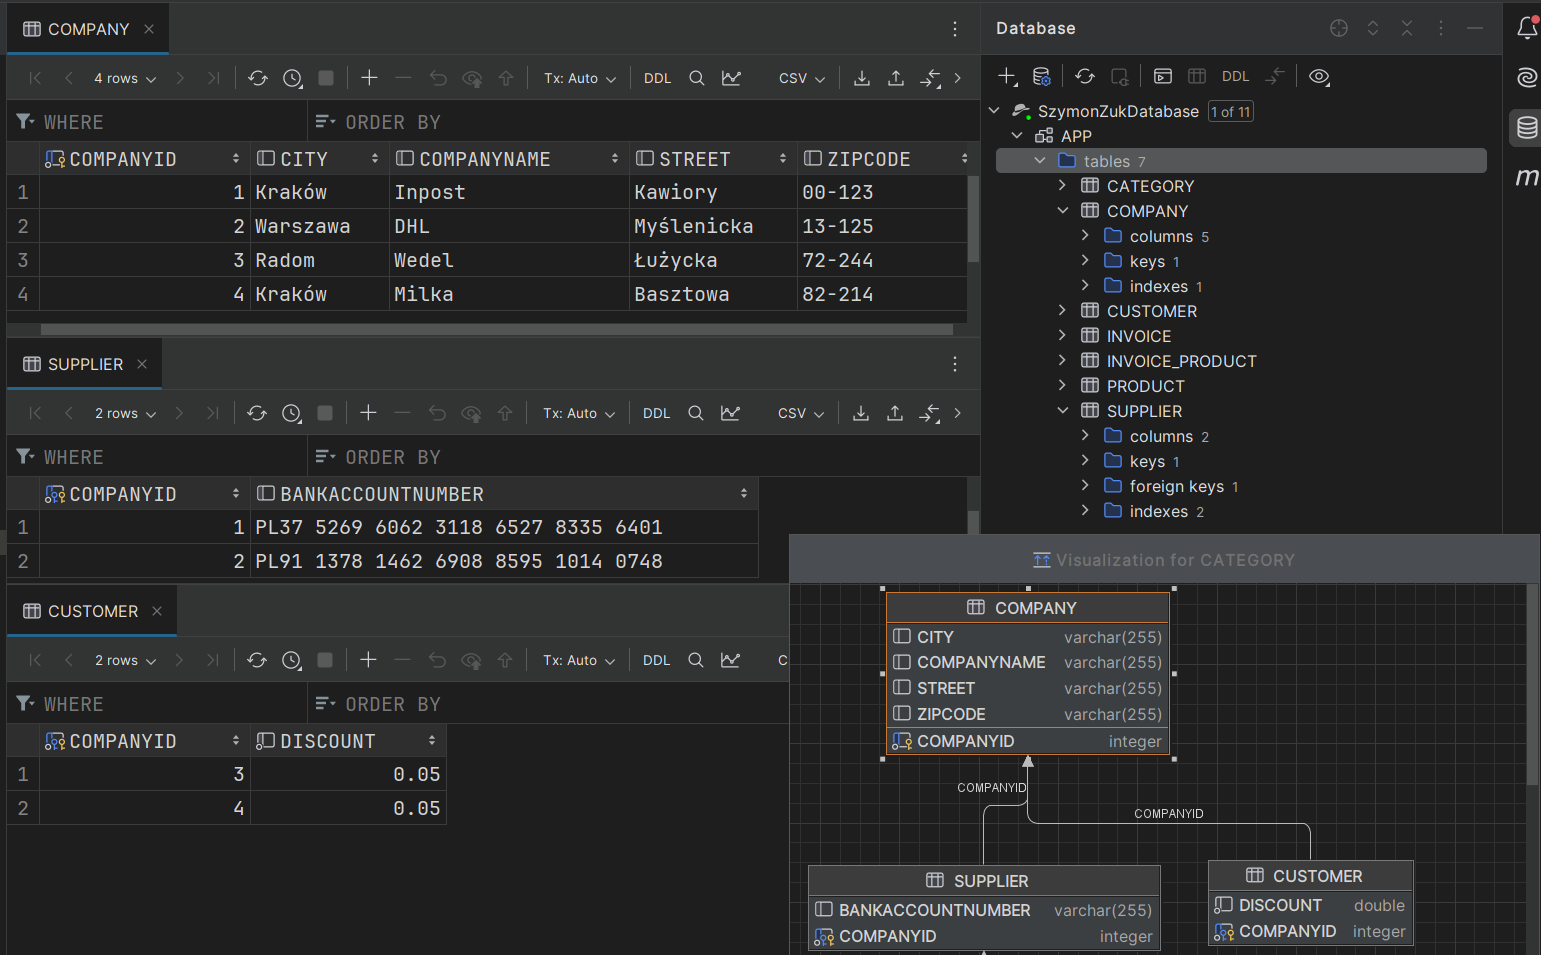 COMPANY
4 rows
Tx: Auto
DDL
CSV
WHERE
ORDER BY
COMPANYID CITY COMPANYNAME STREET ZIPCODE
1 1 Kraków Inpost Kawiory 00-123
2 2 Warszawa DHL Myślenicka 13-125
3 3 Radom Wedel Łużycka 72-244
4 4 Kraków Milka Basztowa 82-214
SUPPLIER
2 rows
Tx: Auto
DDL
CSV
WHERE
ORDER BY
COMPANYID BANKACCOUNTNUMBER
1 1 PL37 5269 6062 3118 6527 8335 6401
2 2 PL91 1378 1462 6908 8595 1014 0748
CUSTOMER
2 rows
Tx: Auto
DDL
C
WHERE
ORDER BY
COMPANYID DISCOUNT
1 3 0.05
2 4 0.05
Database
DDL
SzymonZukDatabase 1 of 11
APP
tables 7
CATEGORY
COMPANY
columns 5
keys 1
indexes 1
CUSTOMER
INVOICE
INVOICE_PRODUCT
PRODUCT
SUPPLIER
columns 2
keys 1
foreign keys 1
indexes 2
m
Visualization for CATEGORY
COMPANY
CITY varchar(255)
COMPANYNAME varchar(255)
STREET varchar(255)
ZIPCODE varchar(255)
COMPANYID integer
COMPANYID
COMPANYID
SUPPLIER
BANKACCOUNTNUMBER varchar(255)
COMPANYID integer
CUSTOMER
DISCOUNT double
COMPANYID integer